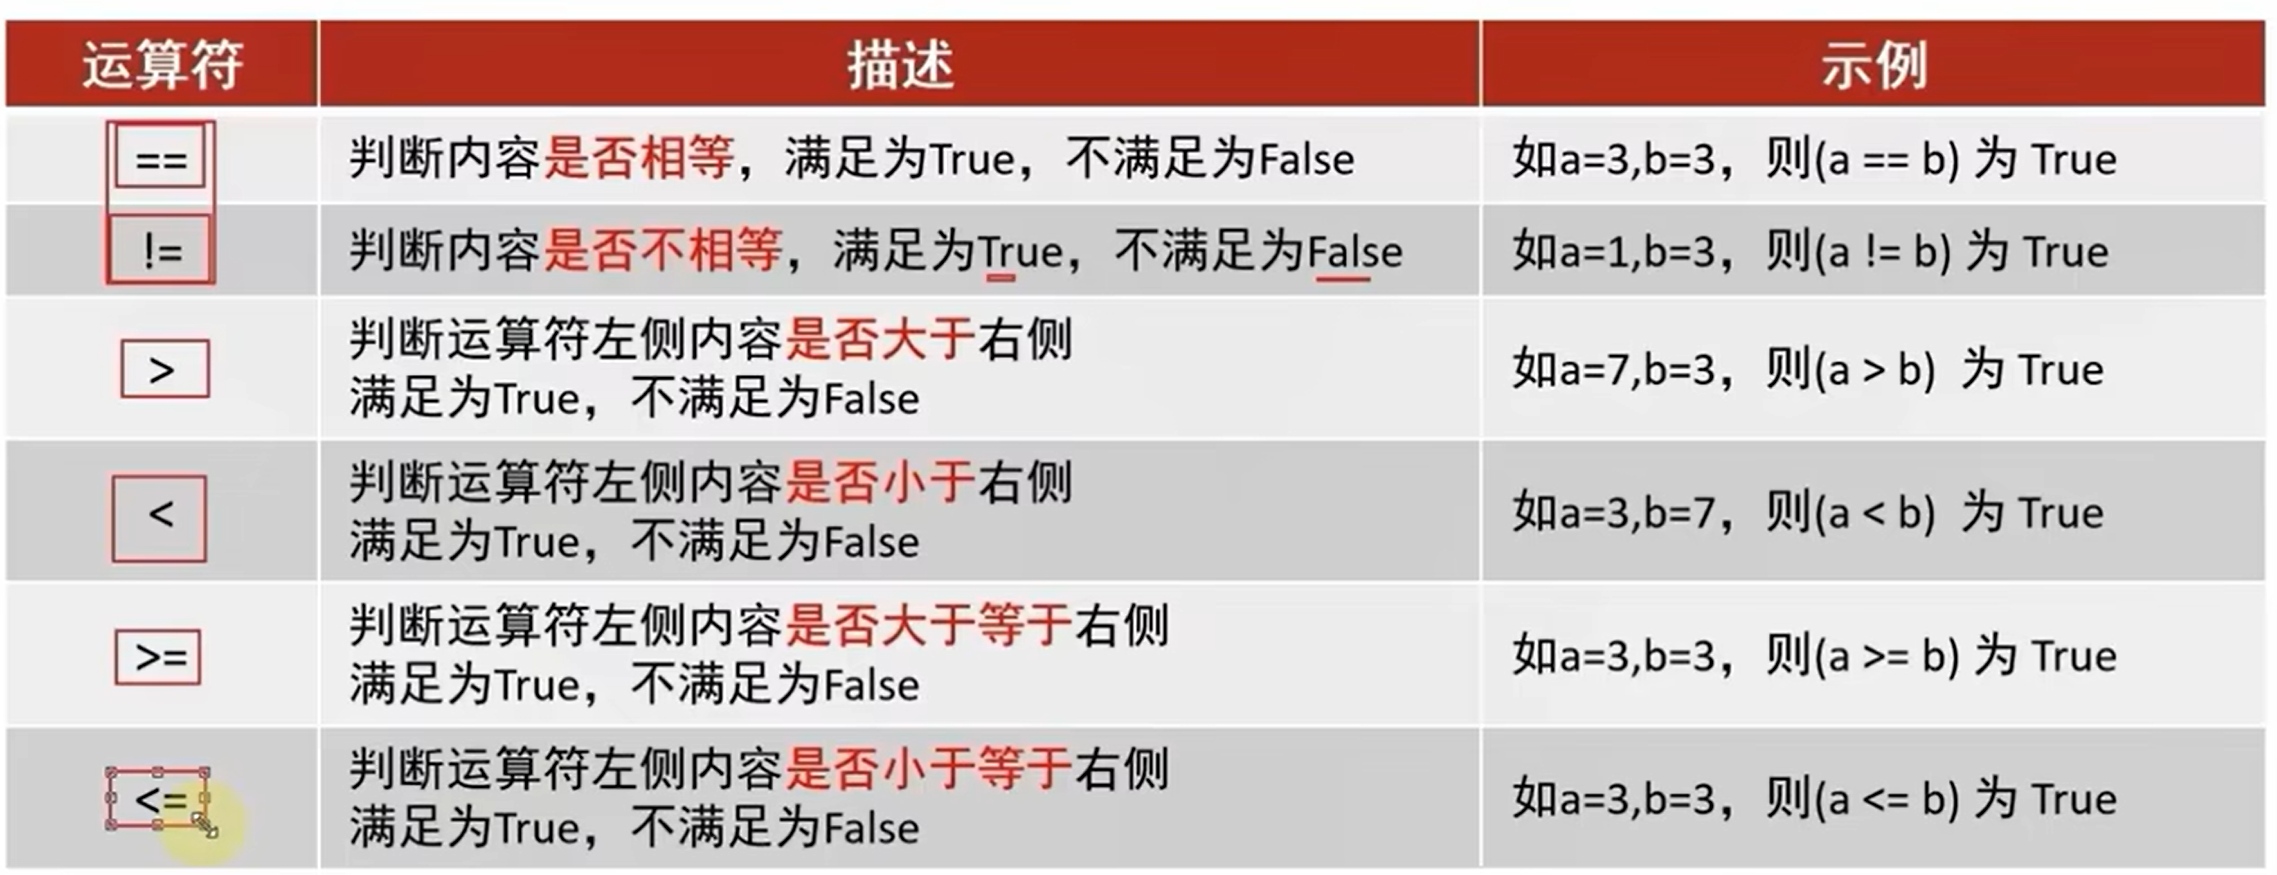 运算符 描述 示例
== 判断内容是否相等，满足为True，不满足为False 如a=3,b=3，则(a == b) 为 True
!= 判断内容是否不相等，满足为True，不满足为False 如a=1,b=3，则(a != b) 为 True
> 判断运算符左侧内容是否大于右侧
满足为True，不满足为False
如a=7,b=3，则(a > b) 为 True
< 判断运算符左侧内容是否小于右侧
满足为True，不满足为False
如a=3,b=7，则(a < b) 为 True
>= 判断运算符左侧内容是否大于等于右侧
满足为True，不满足为False
如a=3,b=3，则(a >= b) 为 True
<= 判断运算符左侧内容是否小于等于右侧
满足为True，不满足为False
如a=3,b=3，则(a <= b) 为 True